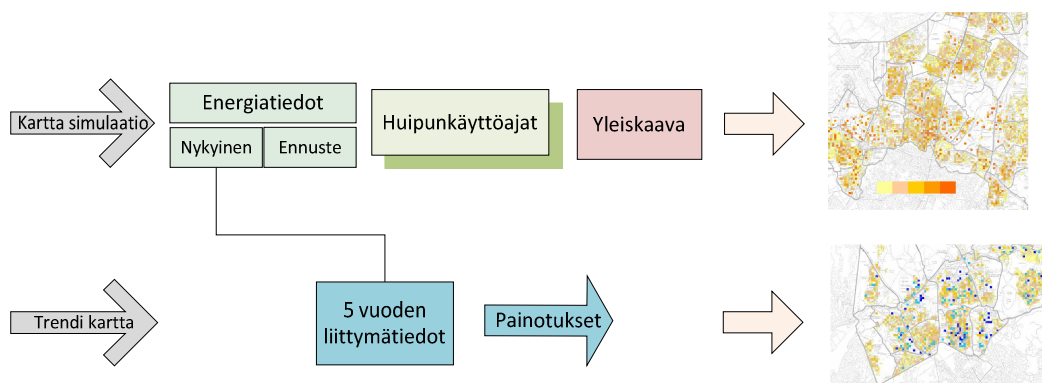 Kartta simulaatio
Energiatiedot
Nykyinen
Ennuste
Huipunkäyttöajat
Yleiskaava
Trendi kartta
5 vuoden
liittymätiedot
Painotukset